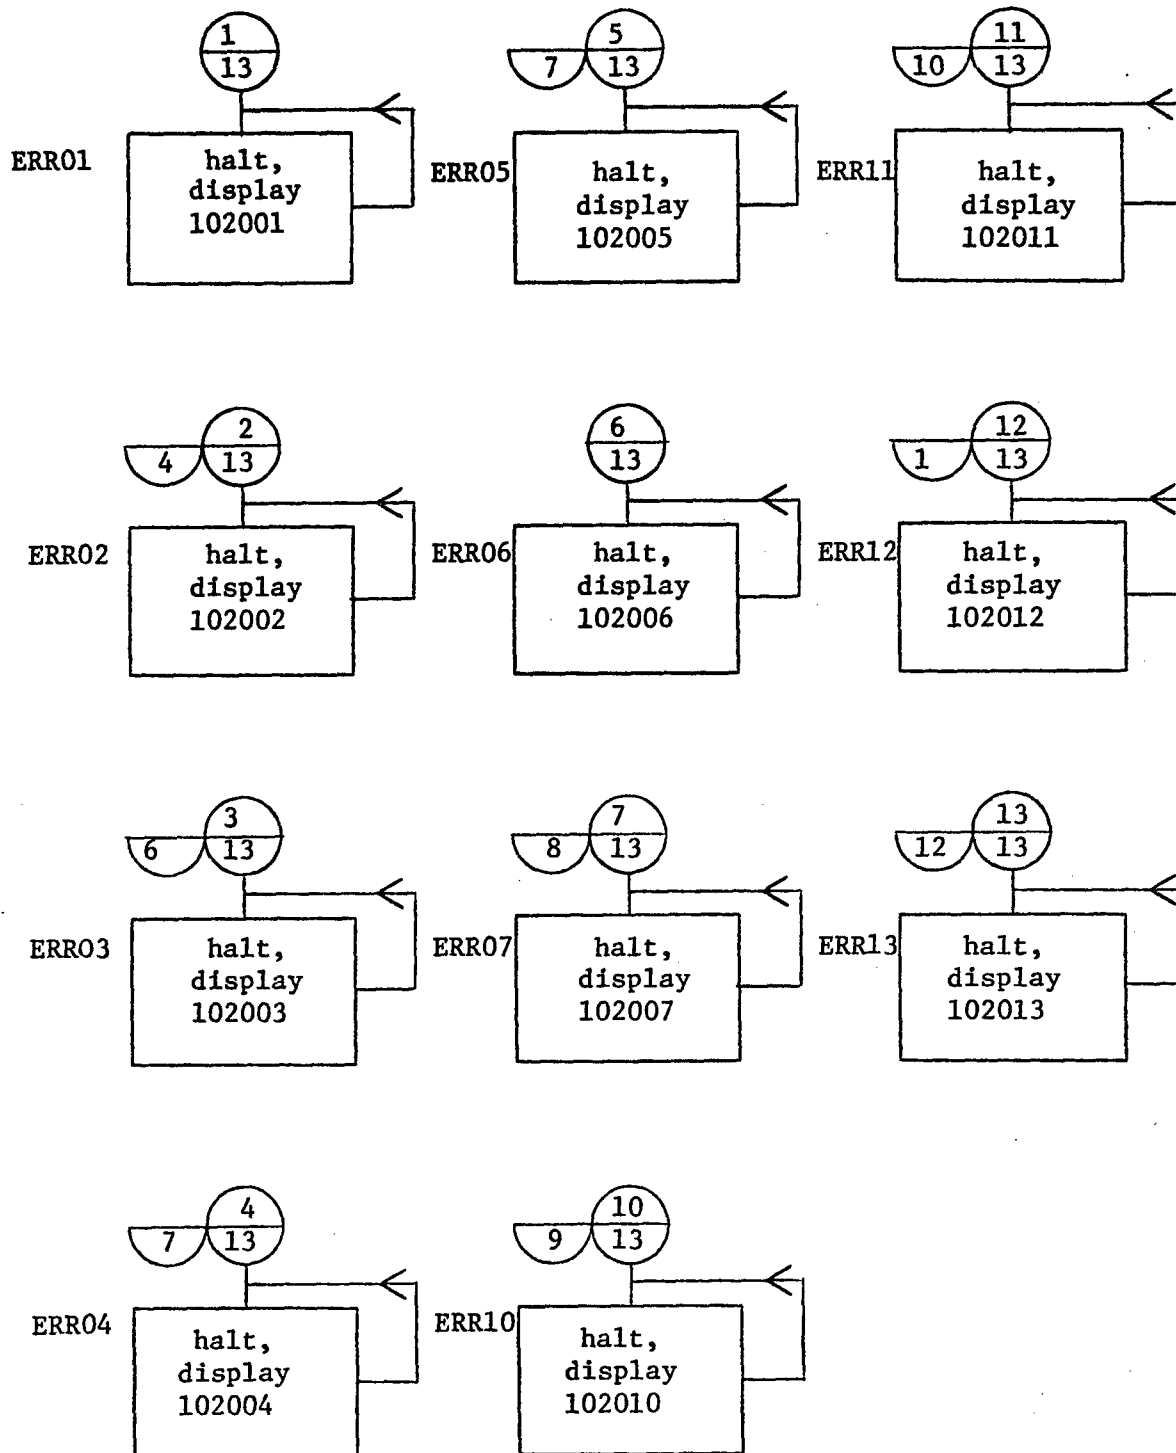 1
13
ERR01
halt,
display
102001
5
7
13
ERR05
halt,
display
102005
11
10
13
ERR11
halt,
display
102011
2
4
13
ERR02
halt,
display
102002
6
13
ERR06
halt,
display
102006
12
1
13
ERR12
halt,
display
102012
3
6
13
ERR03
halt,
display
102003
7
8
13
ERR07
halt,
display
102007
13
12
13
ERR13
halt,
display
102013
4
7
13
ERR04
halt,
display
102004
10
9
13
ERR10
halt,
display
102010